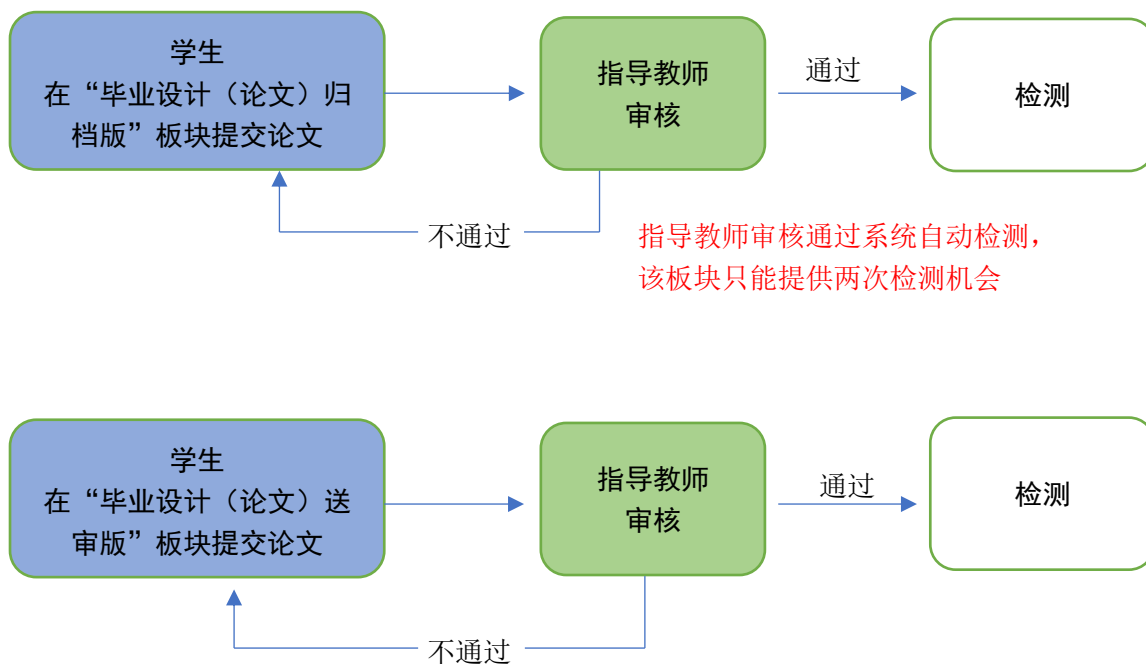 学生
在“毕业设计（论文）归
档版”板块提交论文
指导教师
审核
通过
检测
不通过
指导教师审核通过系统自动检测，
该板块只能提供两次检测机会
学生
在“毕业设计（论文）送
审版”板块提交论文
指导教师
审核
通过
检测
不通过